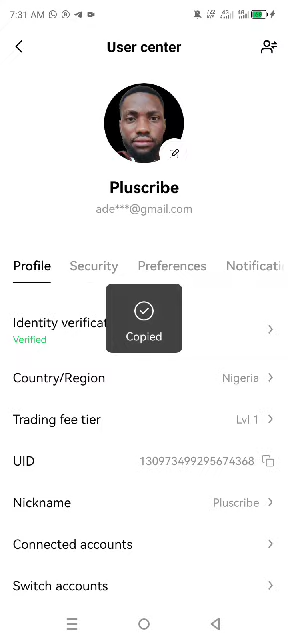 7:31 AM
User center
Pluscribe
ade***@gmail.com
Profile Security Preferences Notificati
Identity verificat
Verified
Copied
Country/Region Nigeria
Trading fee tier Lvl 1
UID 130973499295674368
Nickname Pluscribe
Connected accounts
Switch accounts